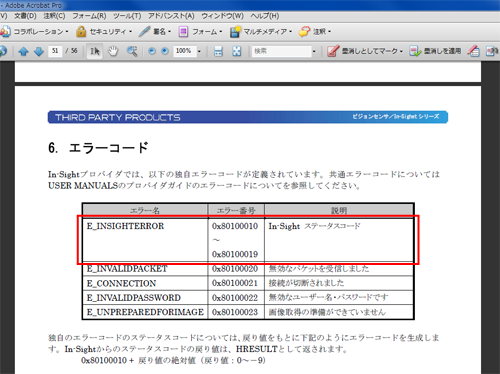 - Adobe Acrobat Pro
文書(D) 注釈(C) フォーム(R) ツール(T) アドバンスト(A) ウィンドウ(W) ヘルプ(H)
コラボレーション セキュリティ 署名 フォーム マルチメディア 注釈
51 / 56 100% 検索 墨消しとしてマーク 墨消しを適用
THIRD PARTY PRODUCTS
ビジョンセンサ/In-Sight シリーズ
6. エラーコード
In-Sightプロバイダでは、以下の独自エラーコードが定義されています。共通エラーコードについては
USER MANUALSのプロバイダガイドのエラーコードについてを参照してください。
エラー名 エラー番号 説明
E_INSIGHTERROR 0x80100010 In-Sight ステータスコード
~
0x80100019
E_INVALIDPACKET 0x80100020 無効なパケットを受信しました
E_CONNECTION 0x80100021 接続が切断されました
E_INVALIDPASSWORD 0x80100022 無効なユーザー名・パスワードです
E_UNPREPAREDFORIMAGE 0x80100023 画像取得の準備ができていません
独自のエラーコードのステータスコードについては、戻り値をもとに下記のようにエラーコードを生成しま
す。In-Sightからのステータスコードの戻り値は、HRESULTとして返されます。
0x80100010 + 戻り値の絶対値 (戻り値:0~-9)